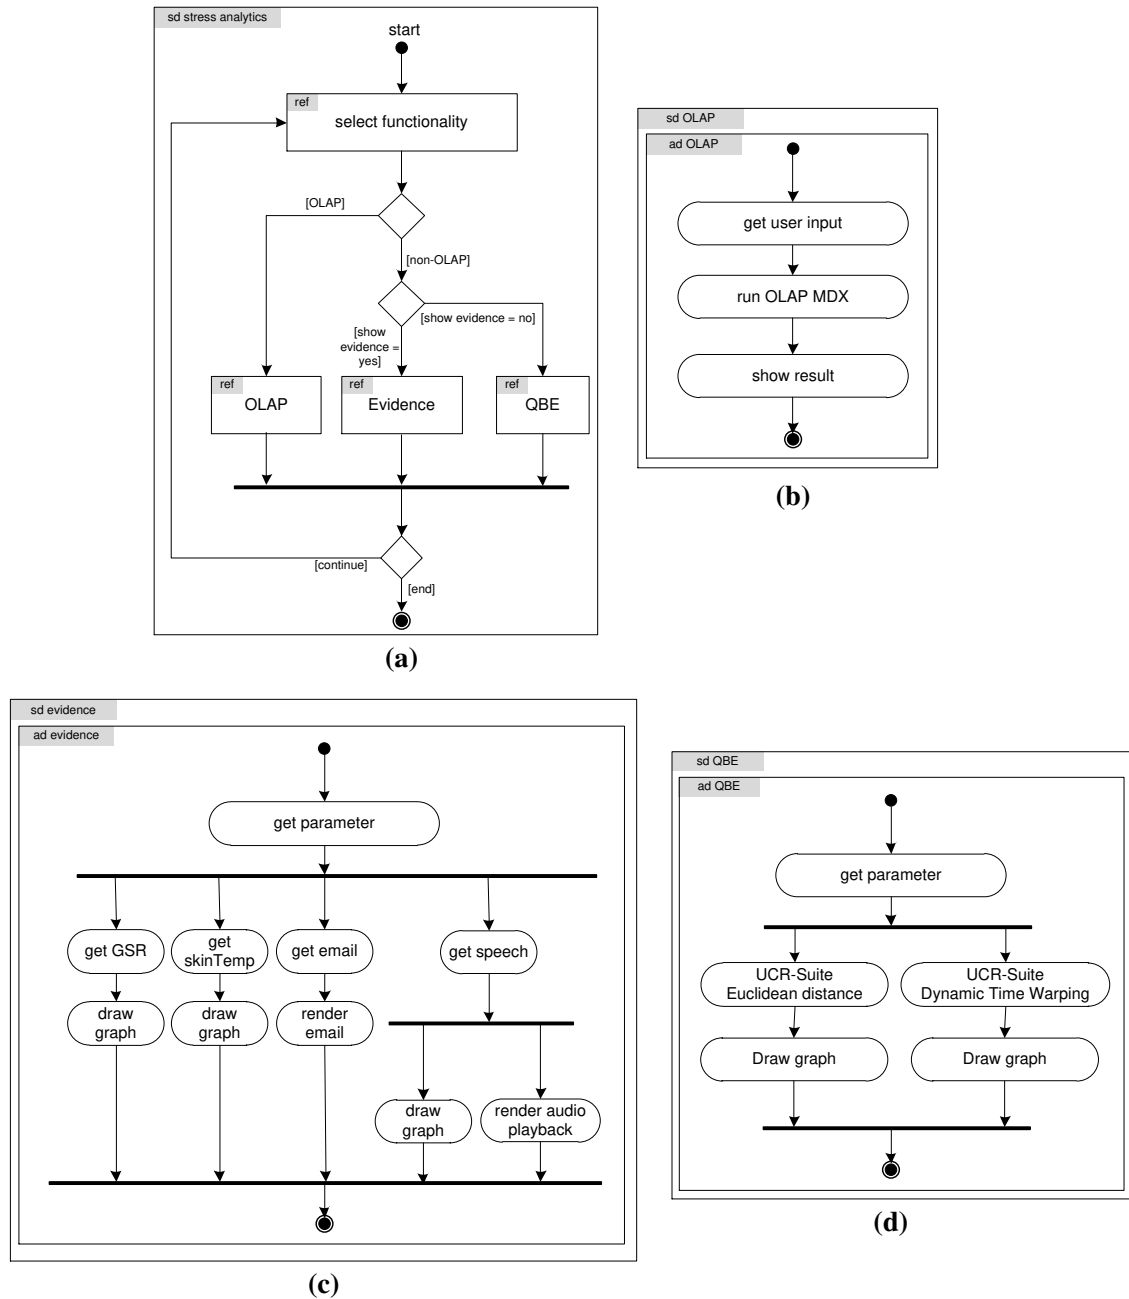 sd stress analytics
start
ref
select functionality
[OLAP]
[non-OLAP]
[show evidence = no]
[show
evidence =
yes]
ref
OLAP
ref
Evidence
ref
QBE
[continue]
[end]
(a)
sd OLAP
ad OLAP
get user input
run OLAP MDX
show result
(b)
sd evidence
ad evidence
get parameter
get GSR
get
skinTemp
get email
get speech
draw
graph
draw
graph
render
email
draw
graph
render audio
playback
(c)
sd QBE
ad QBE
get parameter
UCR-Suite
Euclidean distance
UCR-Suite
Dynamic Time Warping
Draw graph
Draw graph
(d)